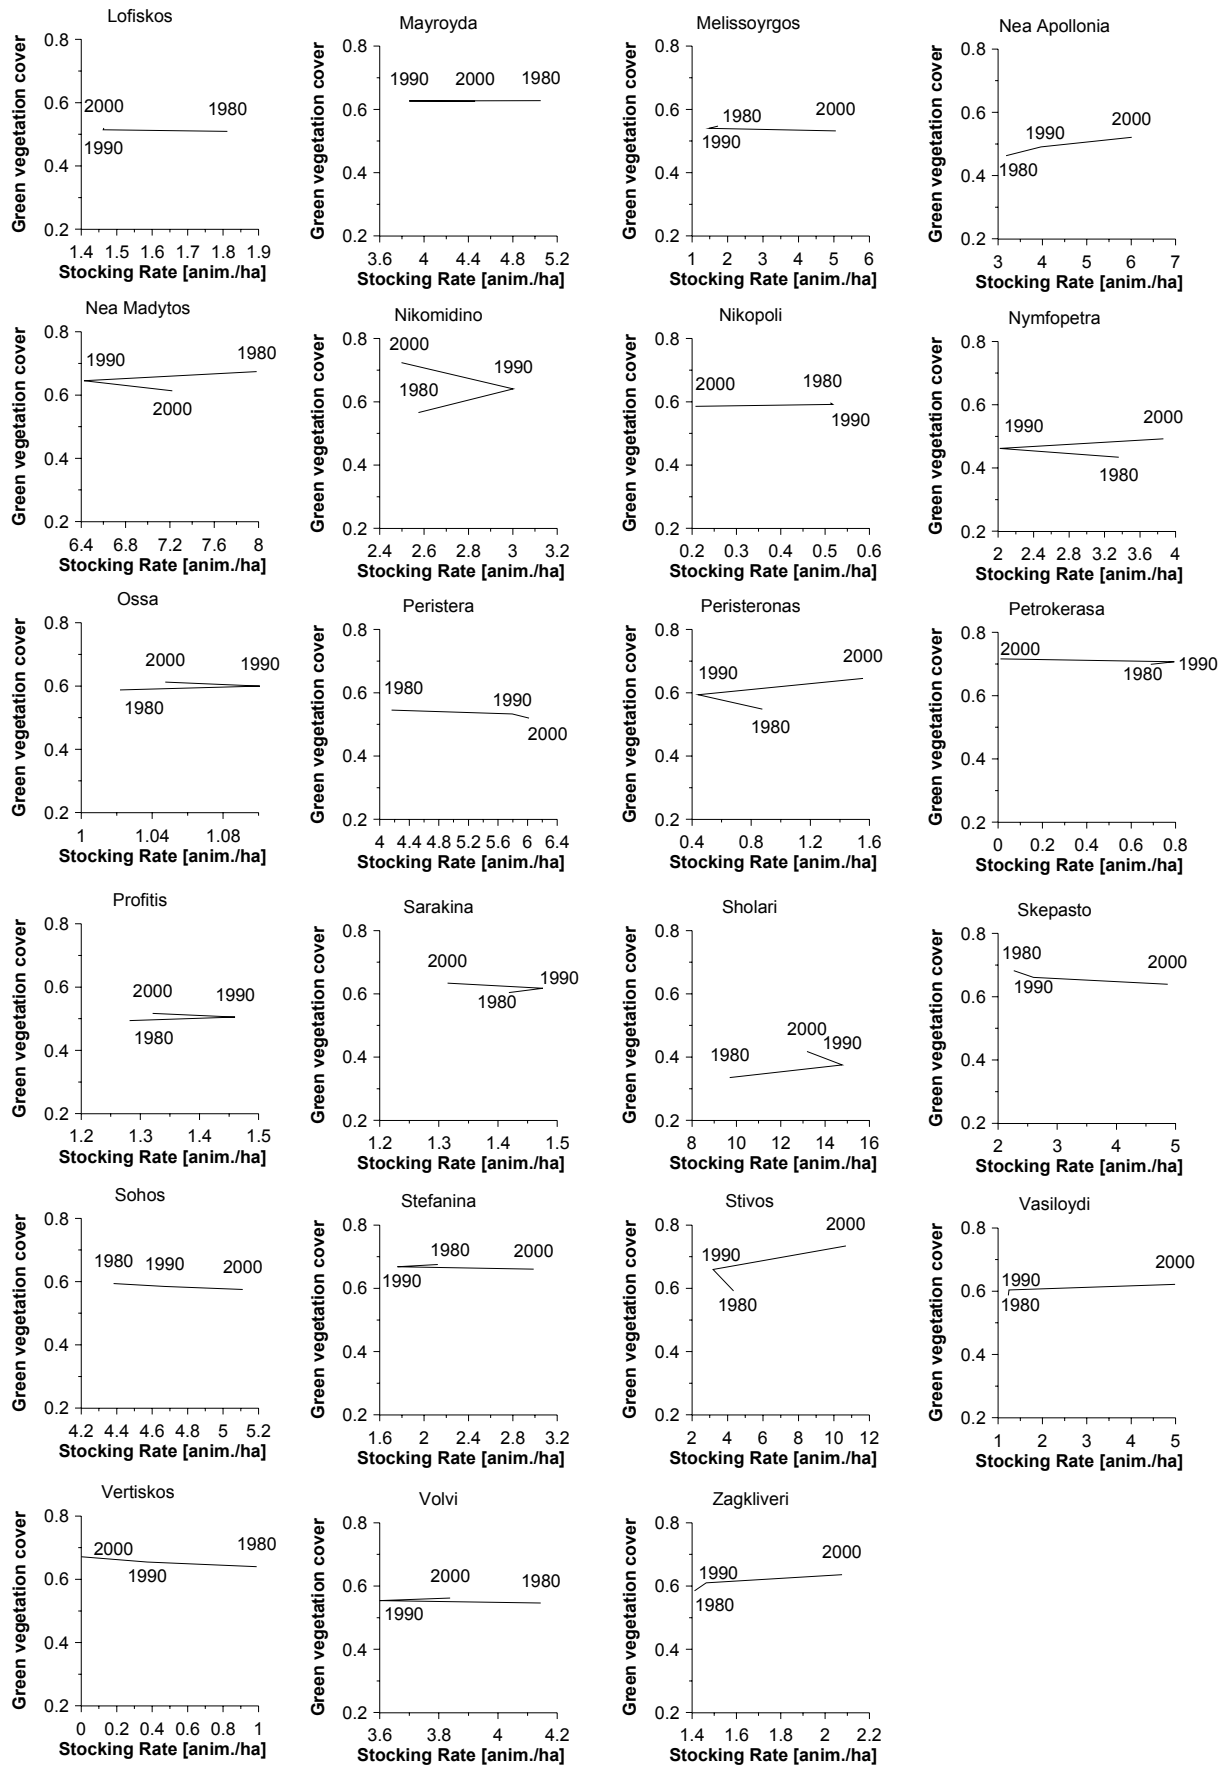 Lofiskos
Green vegetation cover
0.8
0.6
0.4
0.2
2000
1980
1990
1.4 1.5 1.6 1.7 1.8 1.9
Stocking Rate [anim./ha]
Mayroyda
Green vegetation cover
0.8
0.6
0.4
0.2
1990 2000 1980
3.6 4 4.4 4.8 5.2
Stocking Rate [anim./ha]
Melissoyrgos
Green vegetation cover
0.8
0.6
0.4
0.2
1980 2000
1990
1 2 3 4 5 6
Stocking Rate [anim./ha]
Nea Apollonia
Green vegetation cover
0.8
0.6
0.4
0.2
2000
1990
1980
3 4 5 6 7
Stocking Rate [anim./ha]
Nea Madytos
Green vegetation cover
0.8
0.6
0.4
0.2
1990 1980
2000
6.4 6.8 7.2 7.6 8
Stocking Rate [anim./ha]
Nikomidino
Green vegetation cover
0.8
0.6
0.4
0.2
2000
1990
1980
2.4 2.6 2.8 3 3.2
Stocking Rate [anim./ha]
Nikopoli
Green vegetation cover
0.8
0.6
0.4
0.2
2000 1980
1990
0.2 0.3 0.4 0.5 0.6
Stocking Rate [anim./ha]
Nymfopetra
Green vegetation cover
0.8
0.6
0.4
0.2
1990 2000
1980
2 2.4 2.8 3.2 3.6 4
Stocking Rate [anim./ha]
Ossa
Green vegetation cover
0.8
0.6
0.4
0.2
2000 1990
1980
1 1.04 1.08
Stocking Rate [anim./ha]
Peristera
Green vegetation cover
0.8
0.6
0.4
0.2
1980
1990
2000
4 4.4 4.8 5.2 5.6 6 6.4
Stocking Rate [anim./ha]
Peristeronas
Green vegetation cover
0.8
0.6
0.4
0.2
2000
1990
1980
0.4 0.8 1.2 1.6
Stocking Rate [anim./ha]
Petrokerasa
Green vegetation cover
0.8
0.6
0.4
0.2
2000
1980 1990
0 0.2 0.4 0.6 0.8
Stocking Rate [anim./ha]
Profitis
Green vegetation cover
0.8
0.6
0.4
0.2
2000 1990
1980
1.2 1.3 1.4 1.5
Stocking Rate [anim./ha]
Sarakina
Green vegetation cover
0.8
0.6
0.4
0.2
2000
1990
1980
1.2 1.3 1.4 1.5
Stocking Rate [anim./ha]
Sholari
Green vegetation cover
0.8
0.6
0.4
0.2
2000
1990
1980
8 10 12 14 16
Stocking Rate [anim./ha]
Skepasto
Green vegetation cover
0.8
0.6
0.4
0.2
1980
2000
1990
2 3 4 5
Stocking Rate [anim./ha]
Sohos
Green vegetation cover
0.8
0.6
0.4
0.2
1980 1990 2000
4.2 4.4 4.6 4.8 5 5.2
Stocking Rate [anim./ha]
Stefanina
Green vegetation cover
0.8
0.6
0.4
0.2
1980 2000
1990
1.6 2 2.4 2.8 3.2
Stocking Rate [anim./ha]
Stivos
Green vegetation cover
0.8
0.6
0.4
0.2
2000
1990
1980
2 4 6 8 10 12
Stocking Rate [anim./ha]
Vasiloydi
Green vegetation cover
0.8
0.6
0.4
0.2
2000
1990
1980
1 2 3 4 5
Stocking Rate [anim./ha]
Vertiskos
Green vegetation cover
0.8
0.6
0.4
0.2
2000 1980
1990
0 0.2 0.4 0.6 0.8 1
Stocking Rate [anim./ha]
Volvi
Green vegetation cover
0.8
0.6
0.4
0.2
2000 1980
1990
3.6 3.8 4 4.2
Stocking Rate [anim./ha]
Zagkliveri
Green vegetation cover
0.8
0.6
0.4
0.2
2000
1990
1980
1.4 1.6 1.8 2 2.2
Stocking Rate [anim./ha]